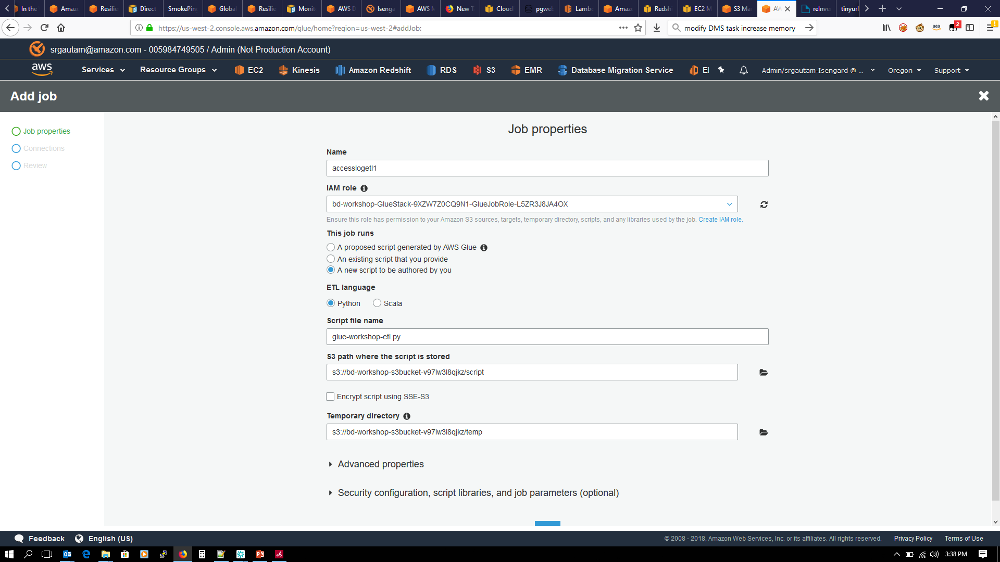 In the
Amaz
Resilie
Direct
SmokePin
Global
Resilie
Monit
AWS D
Isenga
AWS M
New T
Cloud
pgweb
Lamb
Amaz
Redsh
EC2 M
S3 Ma
AW
reInve
tinyurl
https://us-west-2.console.aws.amazon.com/glue/home?region=us-west-2#addJob:
modify DMS task increase memory
aea
2
srgautam@amazon.com - 005984749505 / Admin (Not Production Account)
aws
Services
Resource Groups
EC2
Kinesis
Amazon Redshift
RDS
S3
EMR
Database Migration Service
El
Admin/srgautam-Isengard @ ...
Oregon
Support
Add job
Job properties
Connections
Review
Job properties
Name
accesslogetl1
IAM role
bd-workshop-GlueStack-9XZW7Z0CQ9N1-GlueJobRole-L5ZR3J8JA4OX
Ensure this role has permission to your Amazon S3 sources, targets, temporary directory, scripts, and any libraries used by the job. Create IAM role.
This job runs
A proposed script generated by AWS Glue
An existing script that you provide
A new script to be authored by you
ETL language
Python Scala
Script file name
glue-workshop-etl.py
S3 path where the script is stored
s3://bd-workshop-s3bucket-v97lw3l8qjkz/script
Encrypt script using SSE-S3
Temporary directory
s3://bd-workshop-s3bucket-v97lw3l8qjkz/temp
Advanced properties
Security configuration, script libraries, and job parameters (optional)
Feedback
English (US)
© 2008 - 2018, Amazon Web Services, Inc. or its affiliates. All rights reserved.
Privacy Policy
Terms of Use
3:38 PM